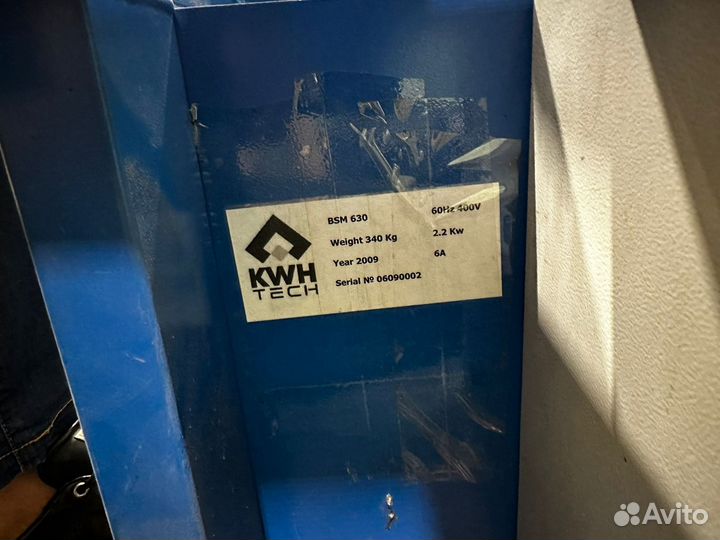 BSM 630 60Hz 400V
Weight 340 Kg 2.2 Kw
Year 2009 6A
Serial № 06090002
KWH
TECH
Avito